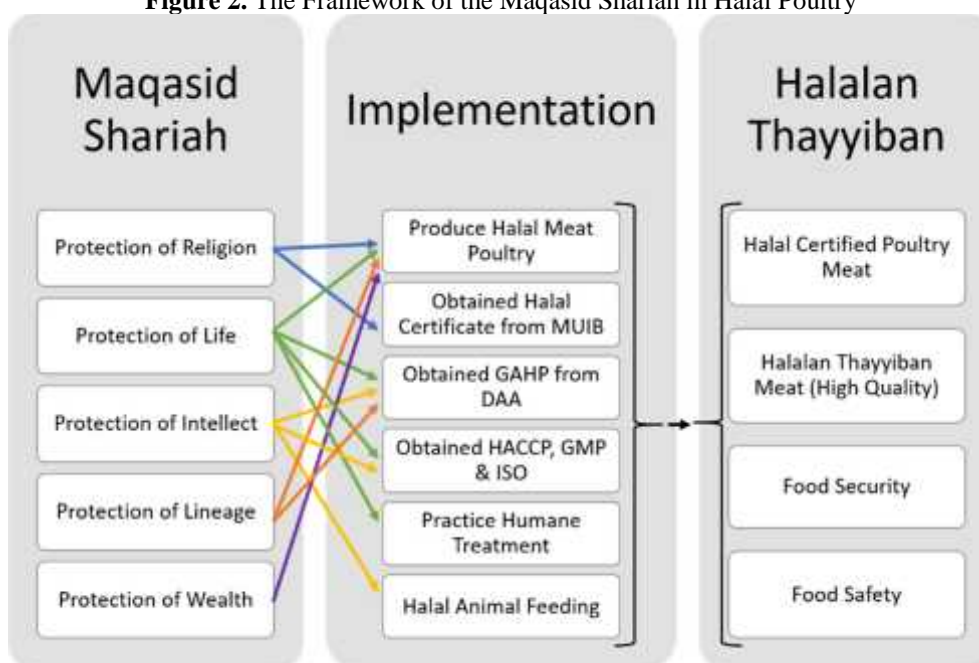 Figure 2. The Framework of the Maqasid Shariah in Halal Poultry
Maqasid
Shariah
Protection of Religion
Protection of Life
Protection of Intellect
Protection of Lineage
Protection of Wealth
Implementation
Produce Halal Meat
Poultry
Obtained Halal
Certificate from MUIB
Obtained GAHP from
DAA
Obtained HACCP, GMP
& ISO
Practice Humane
Treatment
Halal Animal Feeding
Halalan
Thayyiban
Halal Certified Poultry
Meat
Halalan Thayyiban
Meat (High Quality)
Food Security
Food Safety